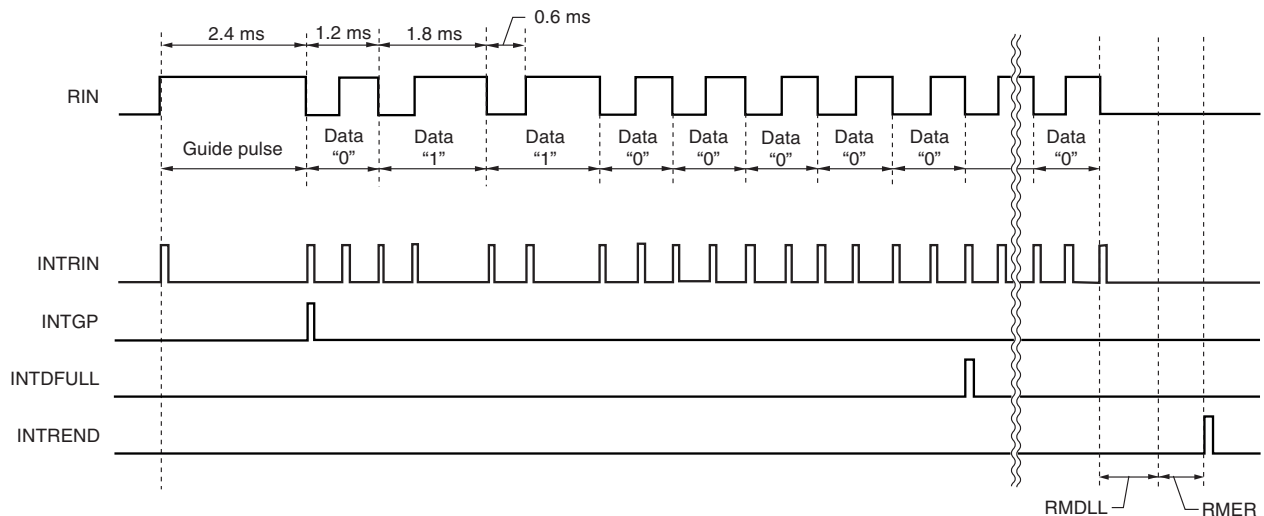 2.4 ms
1.2 ms
1.8 ms
0.6 ms
RIN
Guide pulse
Data
"0"
Data
"1"
Data
"1"
Data
"0"
Data
"0"
Data
"0"
Data
"0"
Data
"0"
Data
"0"
INTRIN
INTGP
INTDFULL
INTREND
RMDLL
RMER